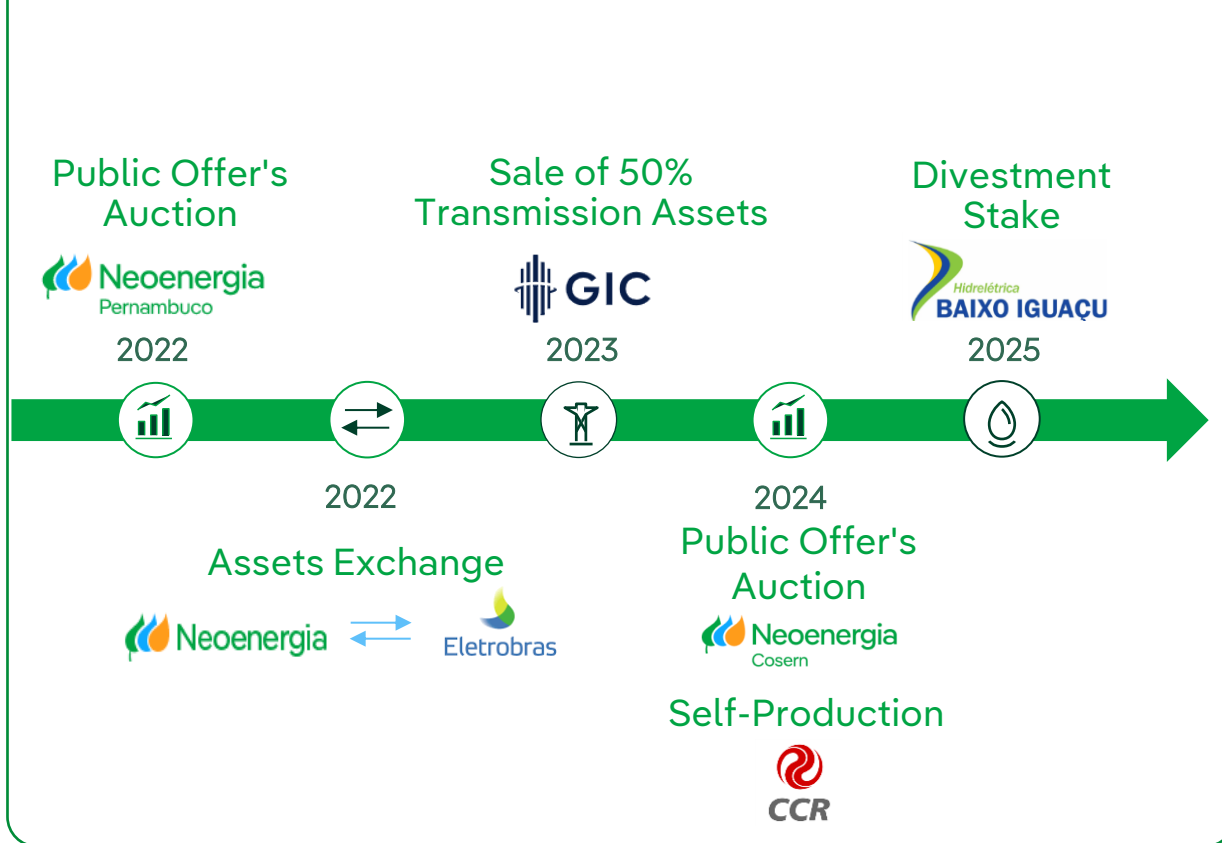 Public Offer's
Auction
Neoenergia
Pernambuco
2022
Sale of 50%
Transmission Assets
GIC
2023
Divestment
Stake
Hidrelétrica
BAIXO IGUAÇU
2025
2022
Assets Exchange
Neoenergia
Eletrobras
2024
Public Offer's
Auction
Neoenergia
Cosern
Self-Production
CCR